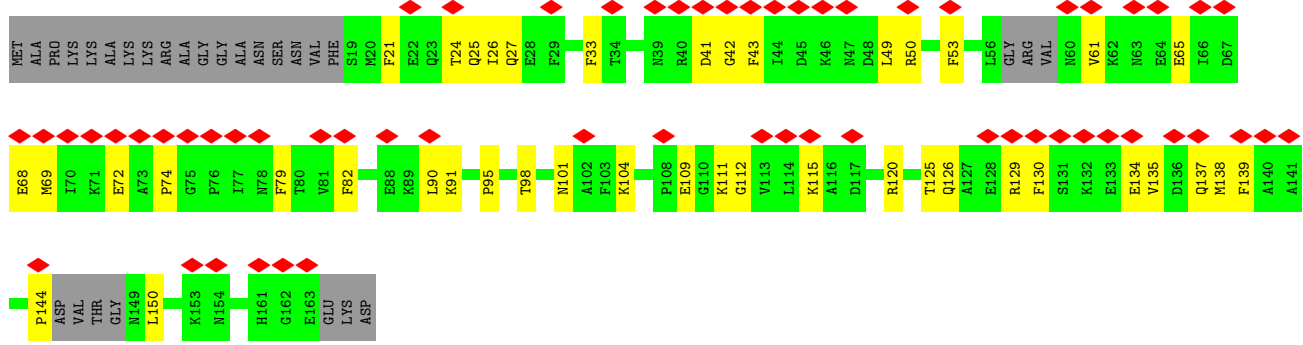 MET ALA PRO LYS LYS ALA LYS LYS ARG ALA GLY GLY ALA ASN SER ASN VAL PHE S19 M20 F21 E22 Q23 T24 Q25 I26 Q27 E28 F29 F33 T34 N39 R40 D41 G42 F43 I44 D45 K46 N47 D48 L49 R50 F53 L56 GLY ARG VAL N60 V61 K62 N63 E64 E65 I66 D67
E68 M69 I70 K71 E72 A73 P74 G75 P76 I77 N78 F79 T80 V81 F82 E88 K89 L90 K91 P95 T98 N101 A102 F103 K104 P108 E109 G110 K111 G112 V113 L114 K115 A116 D117 R120 T125 Q126 A127 E128 R129 F130 S131 K132 E133 E134 V135 D136 Q137 M138 F139 A140 A141
P144 ASP VAL THR GLY N149 L150 K153 N154 H161 G162 E163 GLU LYS ASP